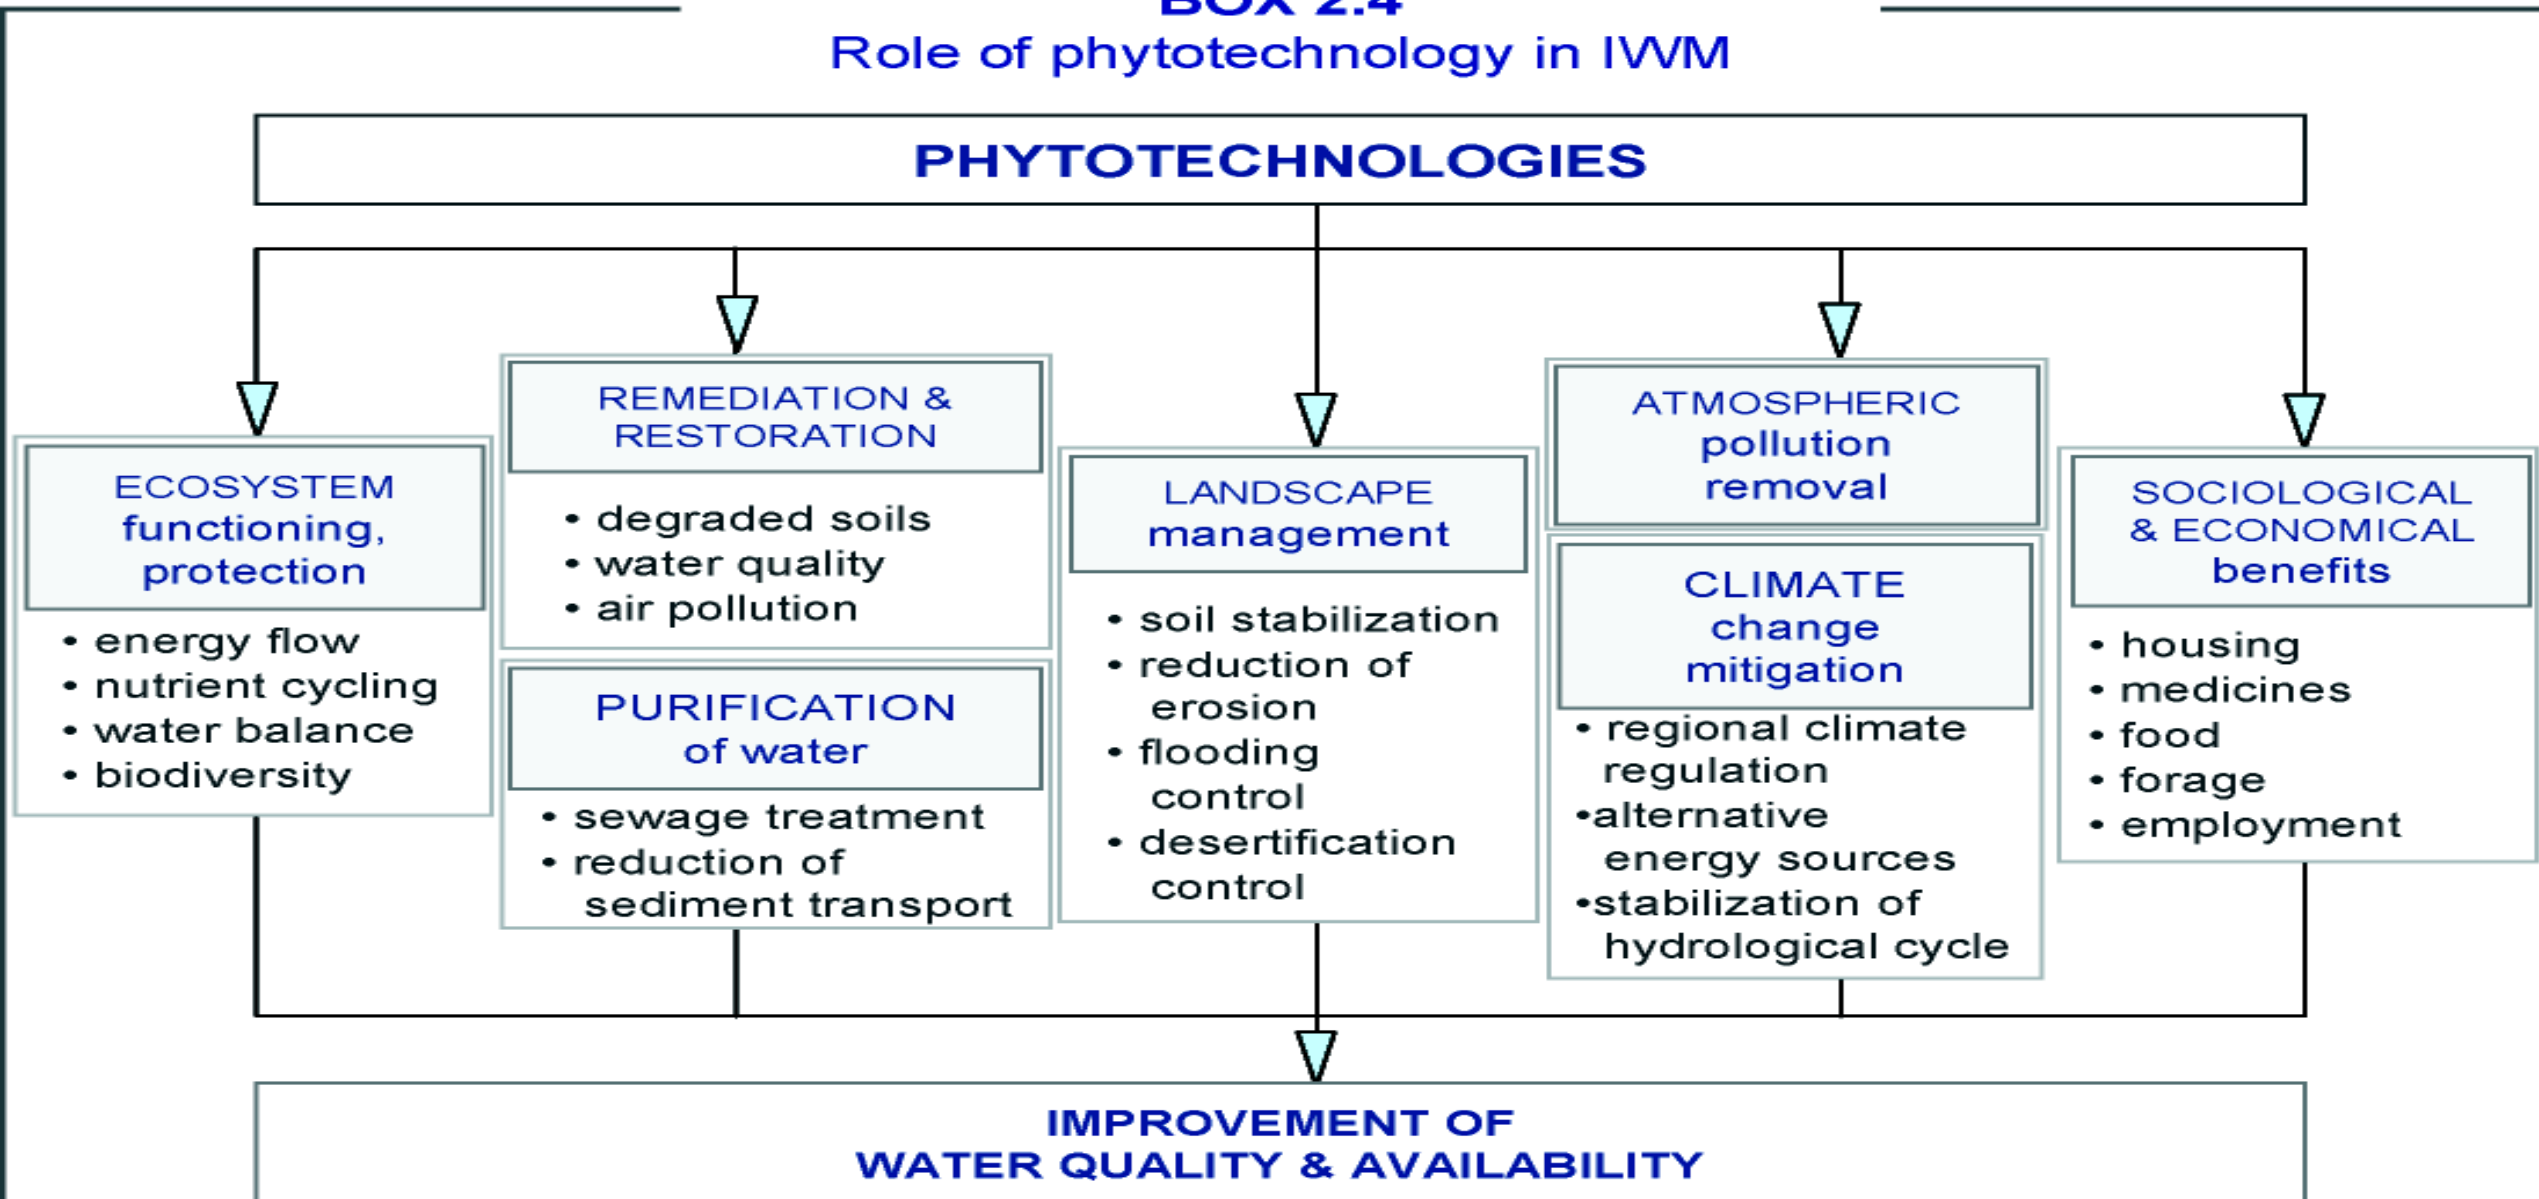 BOX 2.4
Role of phytotechnology in IWM
PHYTOTECHNOLOGIES
ECOSYSTEM
functioning,
protection
• energy flow
• nutrient cycling
• water balance
• biodiversity
REMEDIATION &
RESTORATION
• degraded soils
• water quality
• air pollution
PURIFICATION
of water
• sewage treatment
• reduction of
sediment transport
LANDSCAPE
management
• soil stabilization
• reduction of
erosion
• flooding
control
• desertification
control
ATMOSPHERIC
pollution
removal
CLIMATE
change
mitigation
• regional climate
regulation
•alternative
energy sources
•stabilization of
hydrological cycle
SOCIOLOGICAL
& ECONOMICAL
benefits
• housing
• medicines
• food
• forage
• employment
IMPROVEMENT OF
WATER QUALITY & AVAILABILITY